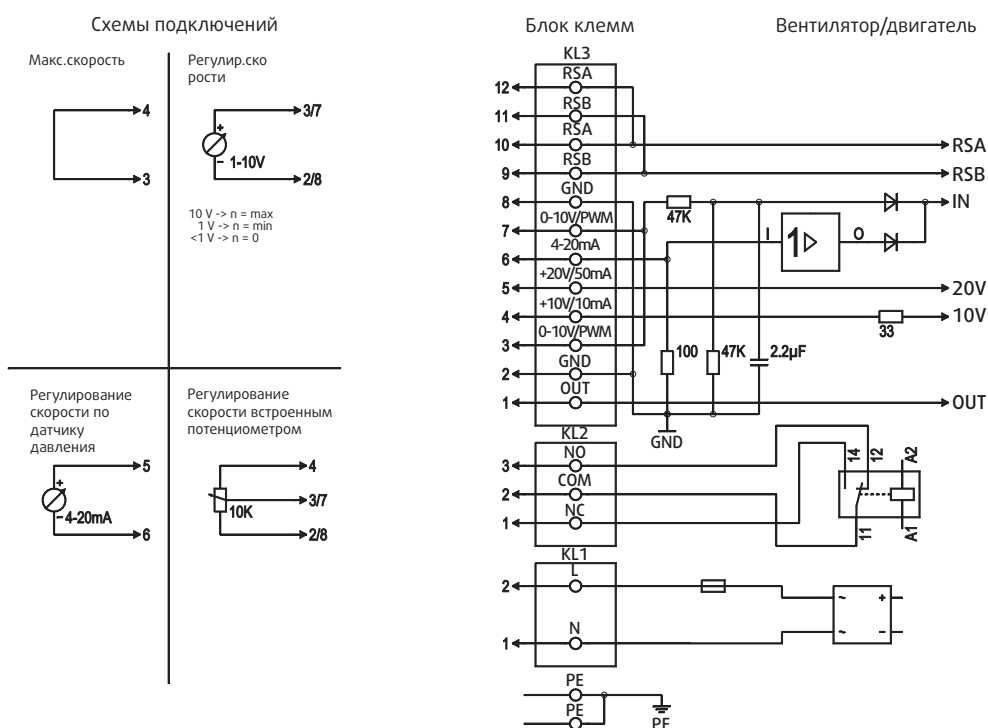 Схемы подключений
Макс.скорость
4
3
Регулир.ско
рости
3/7
+
1-10V
-
2/8
10 V -> n = max
1 V -> n = min
<1 V -> n = 0
Регулирование
скорости по
датчику
давления
5
+
-4-20mA
6
Регулирование
скорости встроенным
потенциометром
4
3/7
10K
2/8
Блок клемм
Вентилятор/двигатель
KL3
RSA
12
RSB
11
RSA
10
RSA
RSB
9
RSB
GND
8
IN
0-10V/PWM
47K
7
I
1
O
4-20mA
6
+20V/50mA
5
20V
+10V/10mA
4
10V
33
0-10V/PWM
3
100
47K
2.2µF
GND
2
OUT
1
OUT
GND
KL2
NO
3
14
12
A2
COM
2
NC
1
11
A1
KL1
L
2
~
+
N
1
~
-
PE
PE
PE